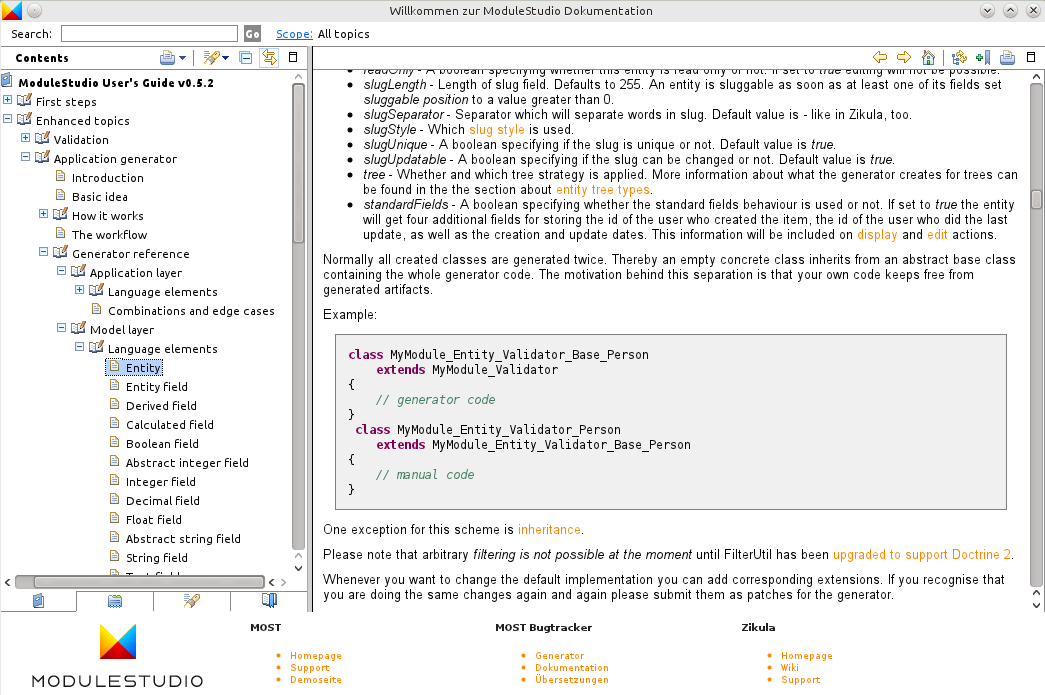 Willkommen zur ModuleStudio Dokumentation
Search: Go Scope: All topics
Contents
ModuleStudio User's Guide v0.5.2
First steps
Enhanced topics
Validation
Application generator
Introduction
Basic idea
How it works
The workflow
Generator reference
Application layer
Language elements
Combinations and edge cases
Model layer
Language elements
Entity
Entity field
Derived field
Calculated field
Boolean field
Abstract integer field
Integer field
Decimal field
Float field
Abstract string field
String field
readOnly - A boolean specifying whether this entity is read only or not. If set to true editing will not be possible.
• slugLength - Length of slug field. Defaults to 255. An entity is sluggable as soon as at least one of its fields set
sluggable position to a value greater than 0.
• slugSeparator - Separator which will separate words in slug. Default value is - like in Zikula, too.
• slugStyle - Which slug style is used.
• slugUnique - A boolean specifying if the slug is unique or not. Default value is true.
• slugUpdatable - A boolean specifying if the slug can be changed or not. Default value is true.
• tree - Whether and which tree strategy is applied. More information about what the generator creates for trees can
be found in the the section about entity tree types.
• standardFields - A boolean specifying whether the standard fields behaviour is used or not. If set to true the entity
will get four additional fields for storing the id of the user who created the item, the id of the user who did the last
update, as well as the creation and update dates. This information will be included on display and edit actions.
Normally all created classes are generated twice. Thereby an empty concrete class inherits from an abstract base class
containing the whole generator code. The motivation behind this separation is that your own code keeps free from
generated artifacts.
Example:
class MyModule_Entity_Validator_Base_Person
extends MyModule_Validator
{
// generator code
}
class MyModule_Entity_Validator_Person
extends MyModule_Entity_Validator_Base_Person
{
// manual code
}
One exception for this scheme is inheritance.
Please note that arbitrary filtering is not possible at the moment until FilterUtil has been upgraded to support Doctrine 2.
Whenever you want to change the default implementation you can add corresponding extensions. If you recognise that
you are doing the same changes again and again please submit them as patches for the generator.
MODULESTUDIO
MOST
• Homepage
• Support
• Demoseite
MOST Bugtracker
• Generator
• Dokumentation
• Übersetzungen
Zikula
• Homepage
• Wiki
• Support